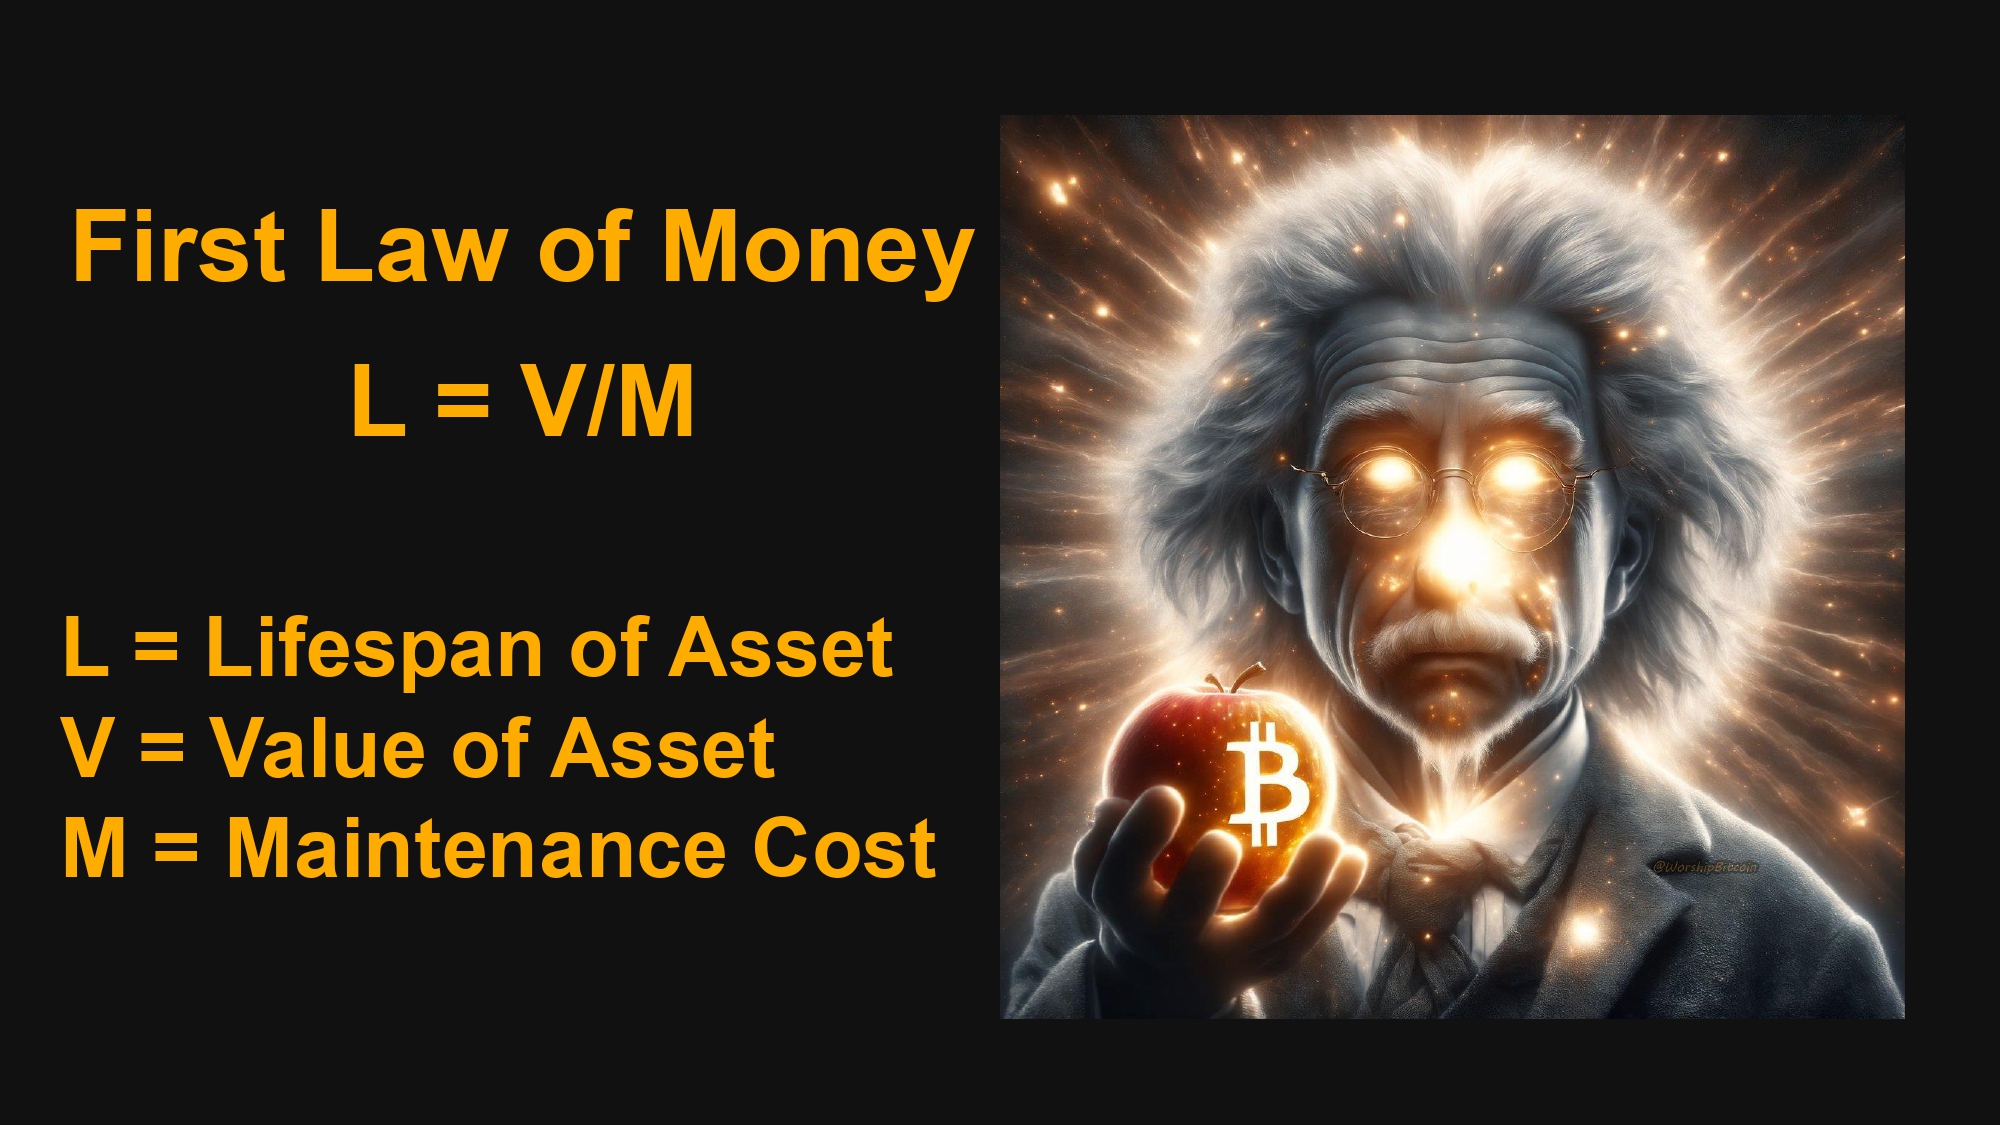 First Law of Money
L = V/M
L = Lifespan of Asset
V = Value of Asset
M = Maintenance Cost
₿
@WorshipBitcoin